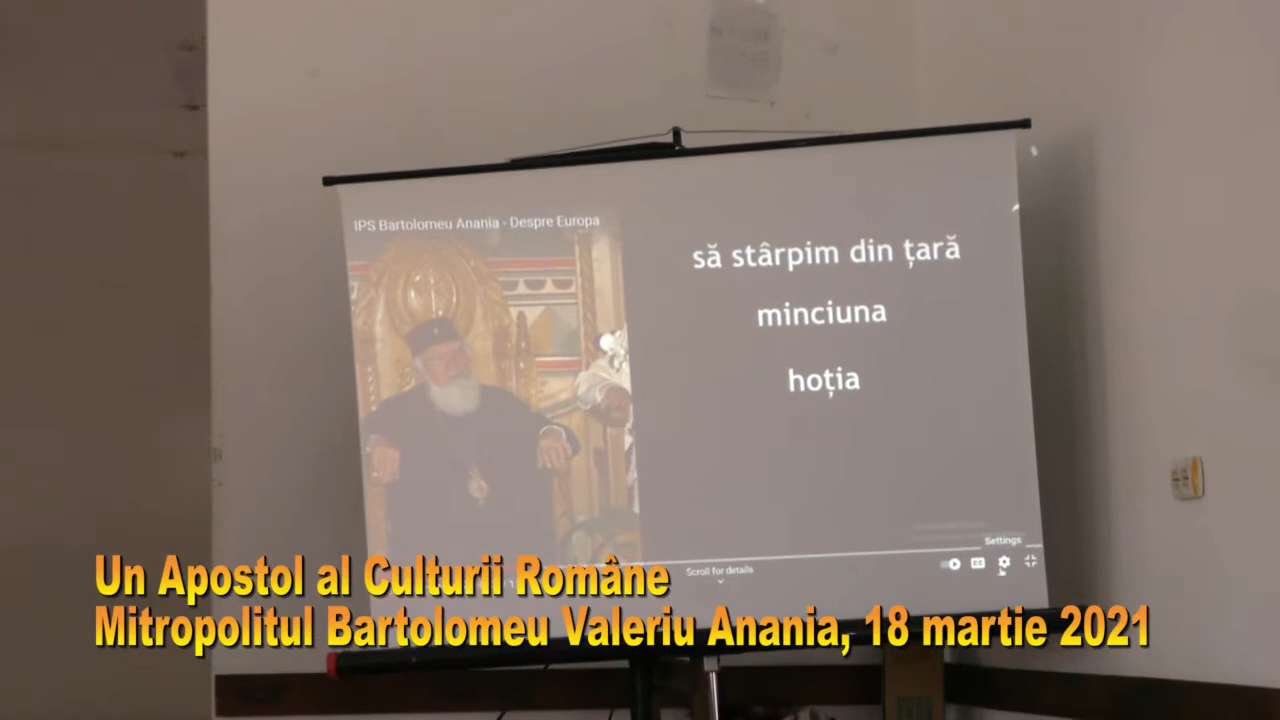 IPS Bartolomeu Anania - Despre Europa
să stârpim din țară
minciuna
hoția
Settings
Scroll for details
Un Apostol al Culturii Române
Mitropolitul Bartolomeu Valeriu Anania, 18 martie 2021